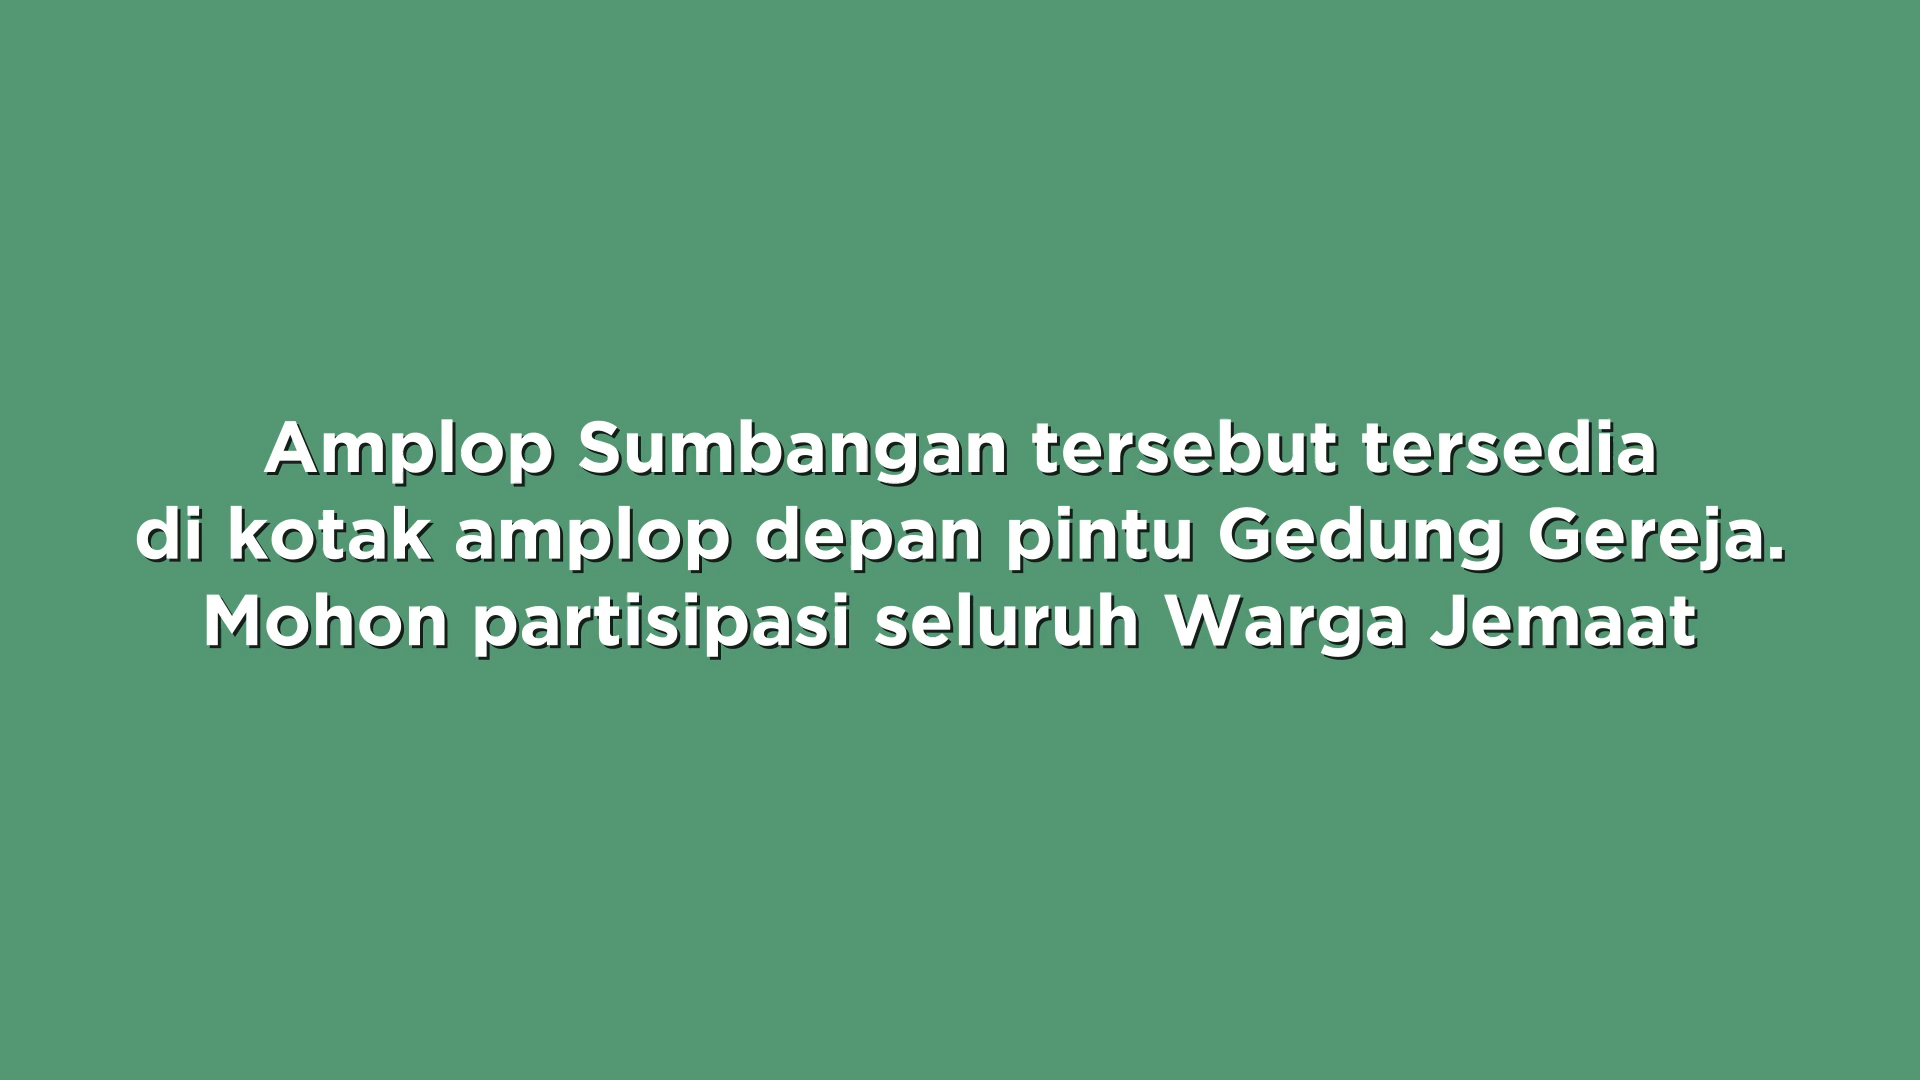 Amplop Sumbangan tersebut tersedia
di kotak amplop depan pintu Gedung Gereja.
Mohon partisipasi seluruh Warga Jemaat